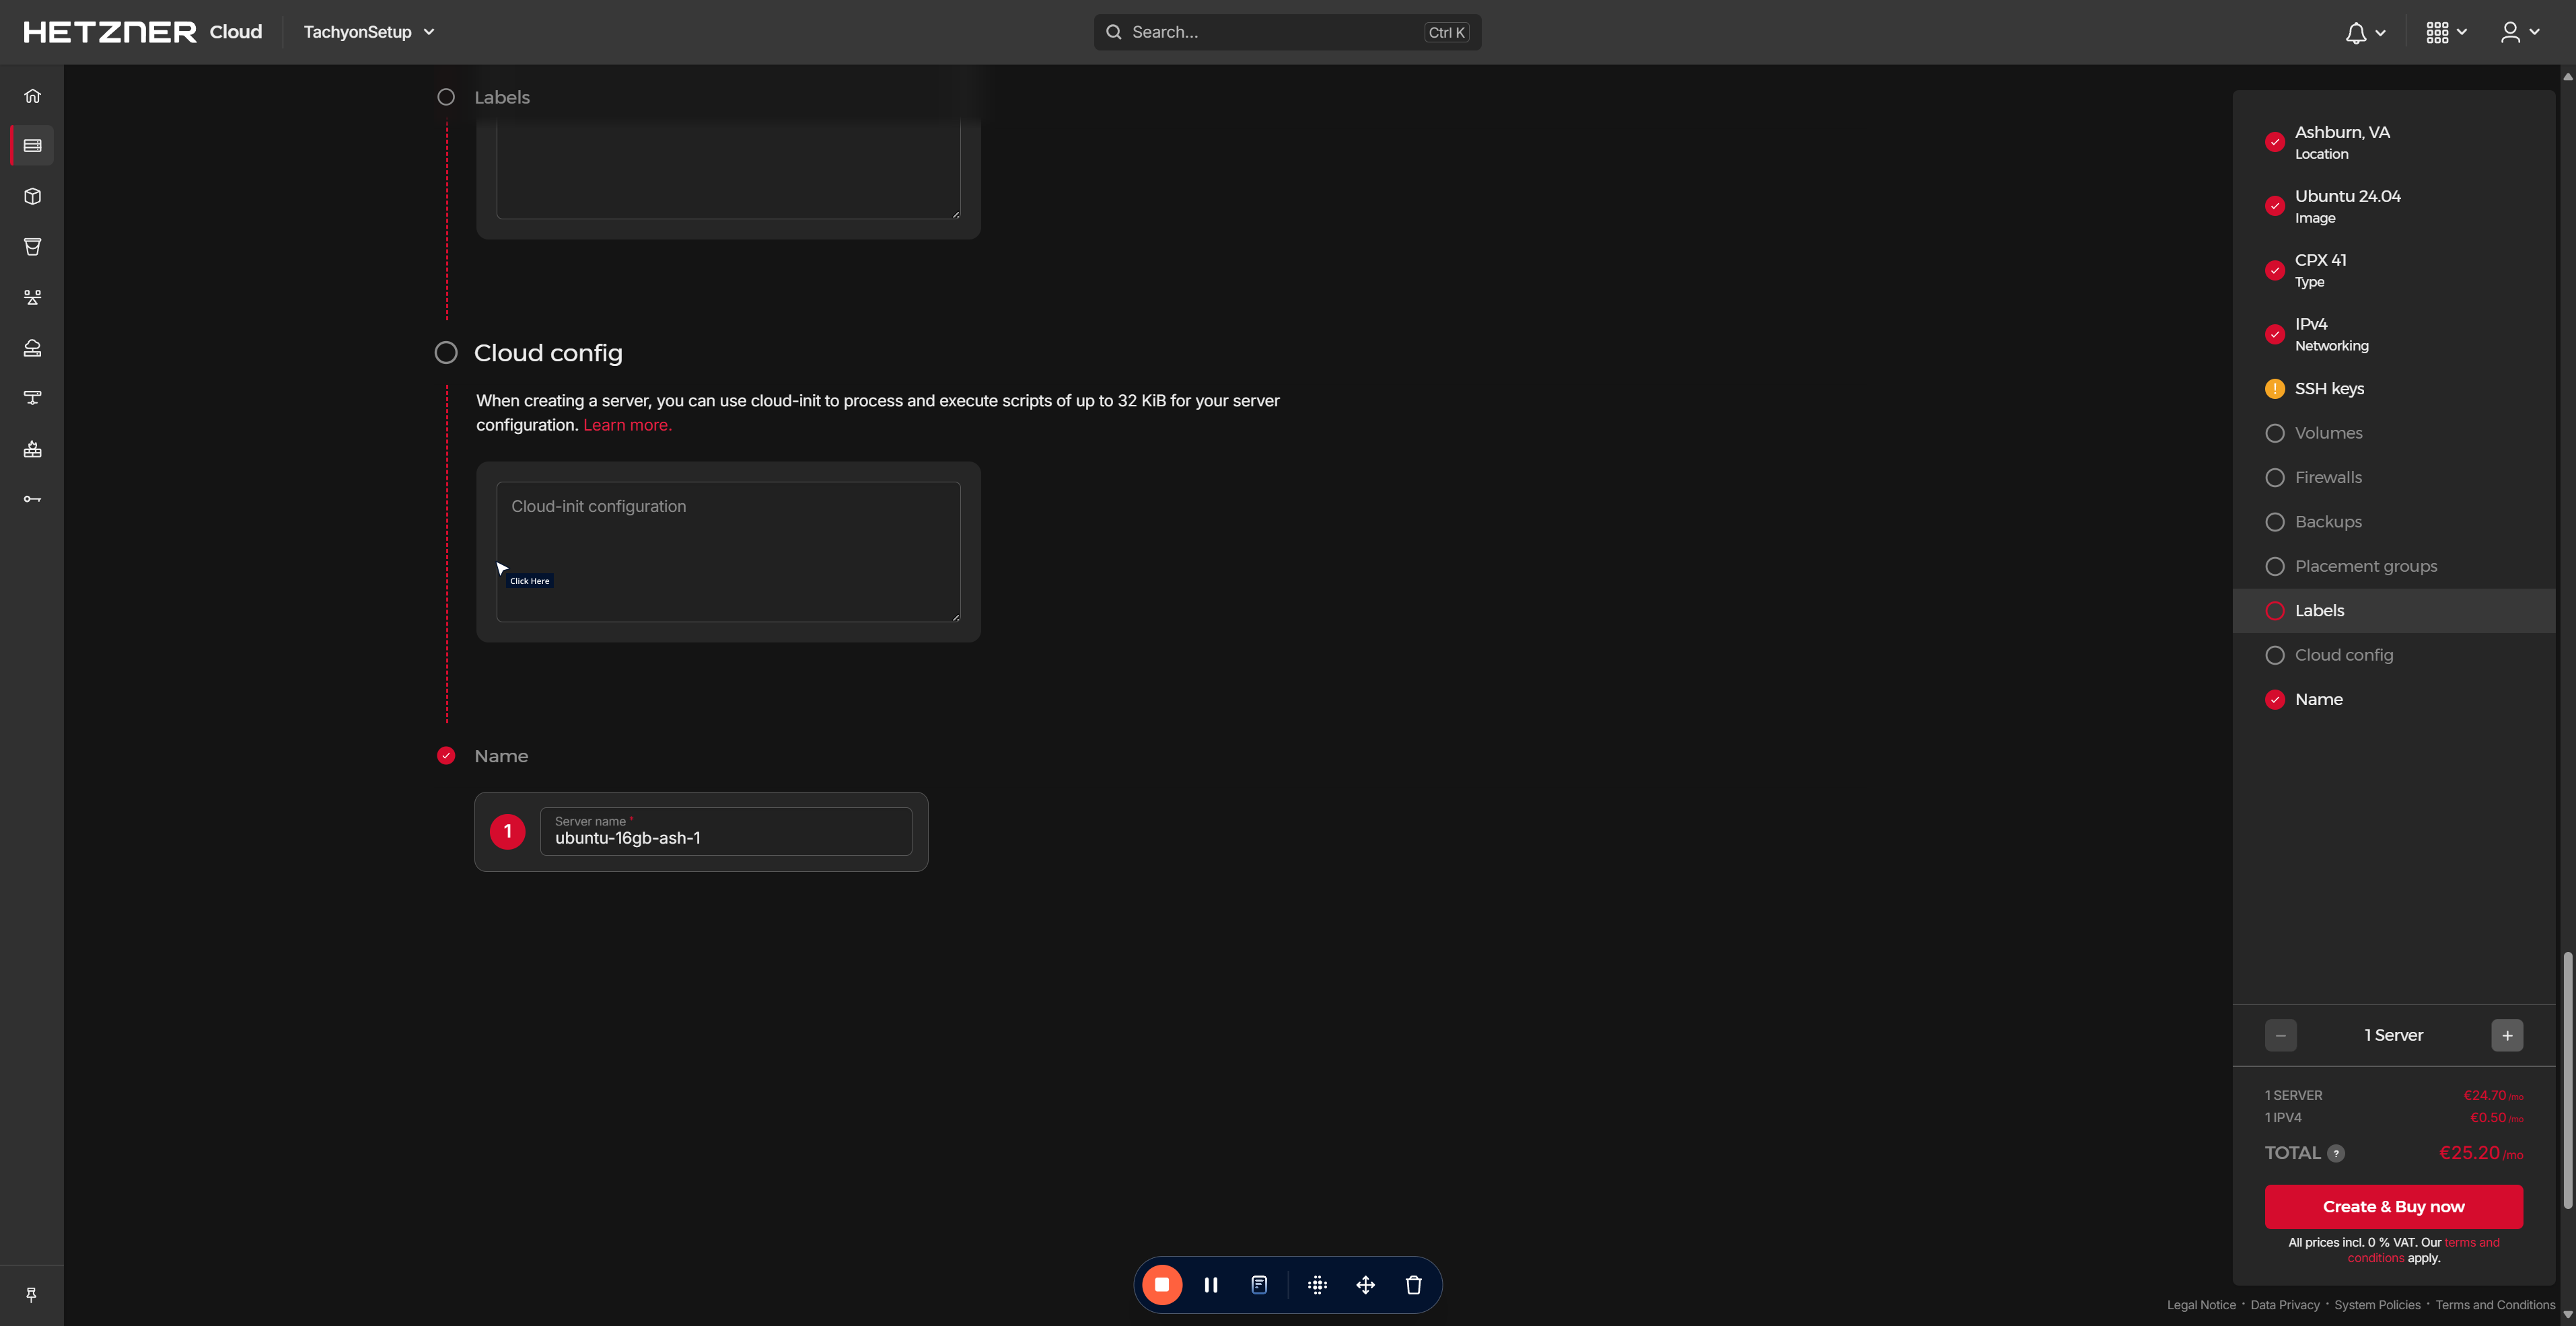 HETZNER Cloud
TachyonSetup
Search...
Ctrl K
Labels
Cloud config
When creating a server, you can use cloud-init to process and execute scripts of up to 32 KiB for your server
configuration. Learn more.
Cloud-init configuration
Click Here
Name
1
Server name *
ubuntu-16gb-ash-1
Ashburn, VA
Location
Ubuntu 24.04
Image
CPX 41
Type
IPv4
Networking
! SSH keys
Volumes
Firewalls
Backups
Placement groups
Labels
Cloud config
Name
− 1 Server +
1 SERVER €24.70 /mo
1 IPV4 €0.50 /mo
TOTAL ? €25.20 /mo
Create & Buy now
All prices incl. 0 % VAT. Our terms and
conditions apply.
Legal Notice · Data Privacy · System Policies · Terms and Conditions